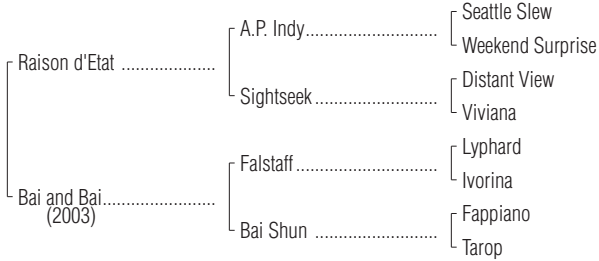 Seattle Slew
A.P. Indy
Weekend Surprise
Raison d'Etat
Distant View
Sightseek
Viviana
Lyphard
Falstaff
Ivorina
Bai and Bai
(2003)
Fappiano
Bai Shun
Tarop